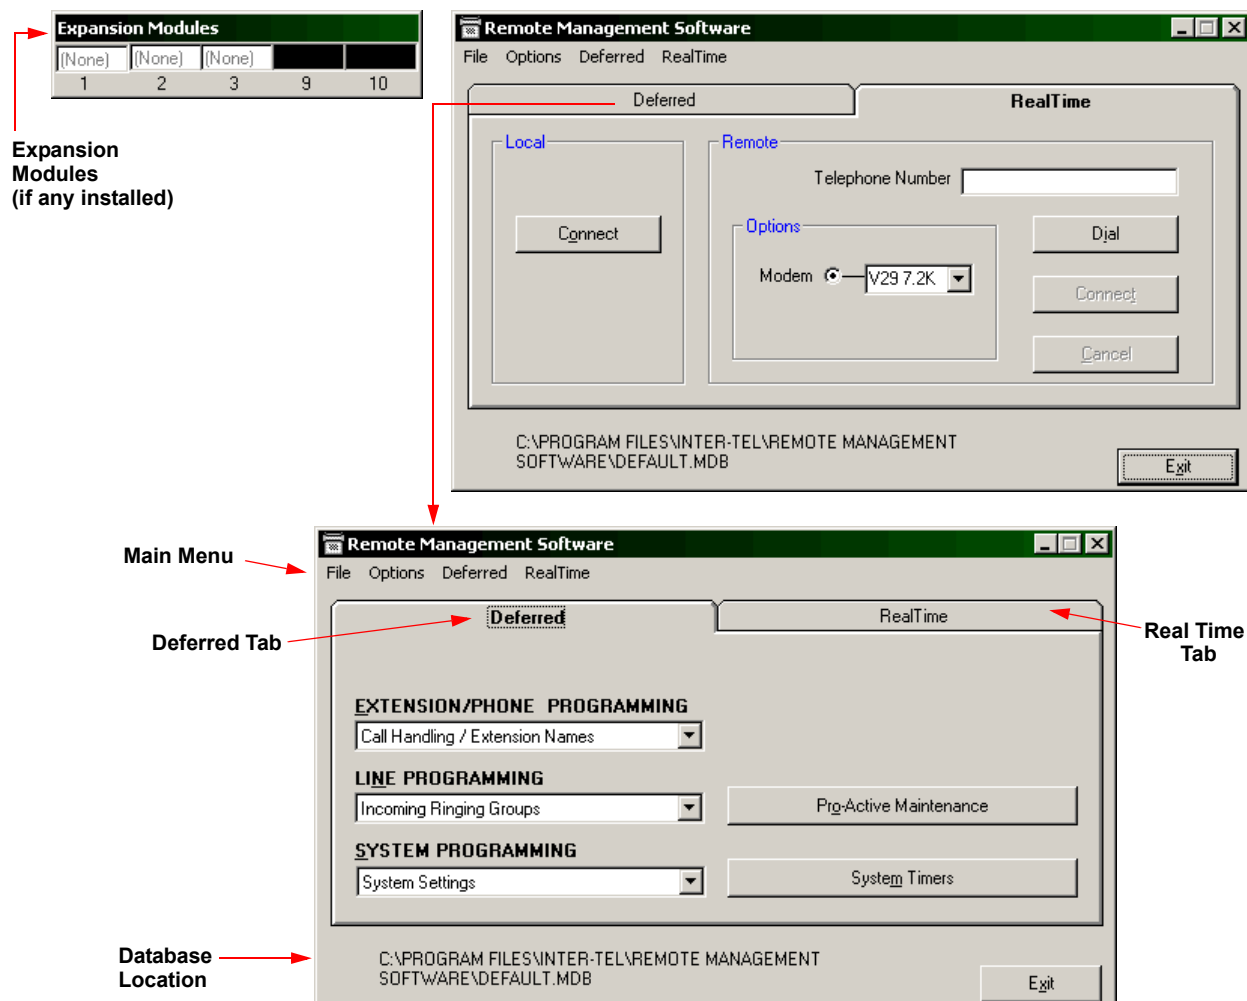 Expansion Modules
(None) (None) (None)
1 2 3 9 10
Expansion
Modules
(if any installed)
Remote Management Software
File Options Deferred RealTime
Deferred RealTime
Local
Connect
Remote
Telephone Number
Options
Modem V29 7.2K
Dial
Connect
Cancel
C:\PROGRAM FILES\INTER-TEL\REMOTE MANAGEMENT
SOFTWARE\DEFAULT.MDB
Exit
Main Menu
Deferred Tab
Real Time
Tab
Remote Management Software
File Options Deferred RealTime
Deferred RealTime
EXTENSION/PHONE PROGRAMMING
Call Handling / Extension Names
LINE PROGRAMMING
Incoming Ringing Groups
Pro-Active Maintenance
SYSTEM PROGRAMMING
System Settings
System Timers
Database
Location
C:\PROGRAM FILES\INTER-TEL\REMOTE MANAGEMENT
SOFTWARE\DEFAULT.MDB
Exit